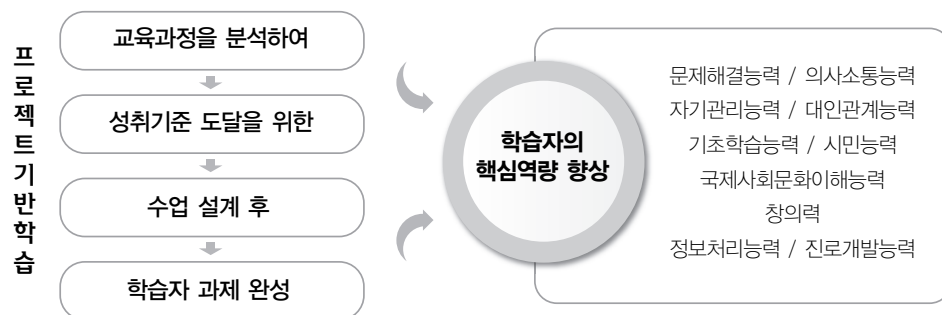 프로젝트기반학습
교육과정을 분석하여
성취기준 도달을 위한
수업 설계 후
학습자 과제 완성
학습자의
핵심역량 향상
문제해결능력 / 의사소통능력
자기관리능력 / 대인관계능력
기초학습능력 / 시민능력
국제사회문화이해능력
창의력
정보처리능력 / 진로개발능력